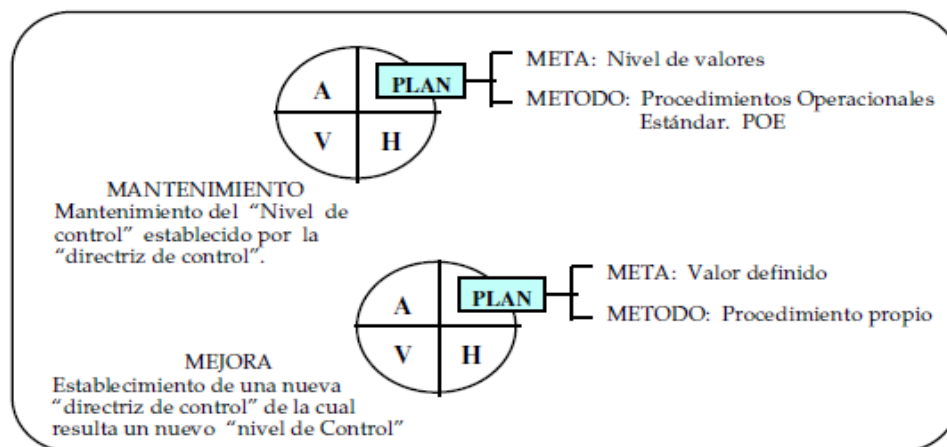 A
PLAN
V
H
META: Nivel de valores
METODO: Procedimientos Operacionales
Estándar. POE
MANTENIMIENTO
Mantenimiento del “Nivel de
control” establecido por la
“directriz de control”.
A
PLAN
V
H
META: Valor definido
METODO: Procedimiento propio
MEJORA
Establecimiento de una nueva
“directriz de control” de la cual
resulta un nuevo “nivel de Control”